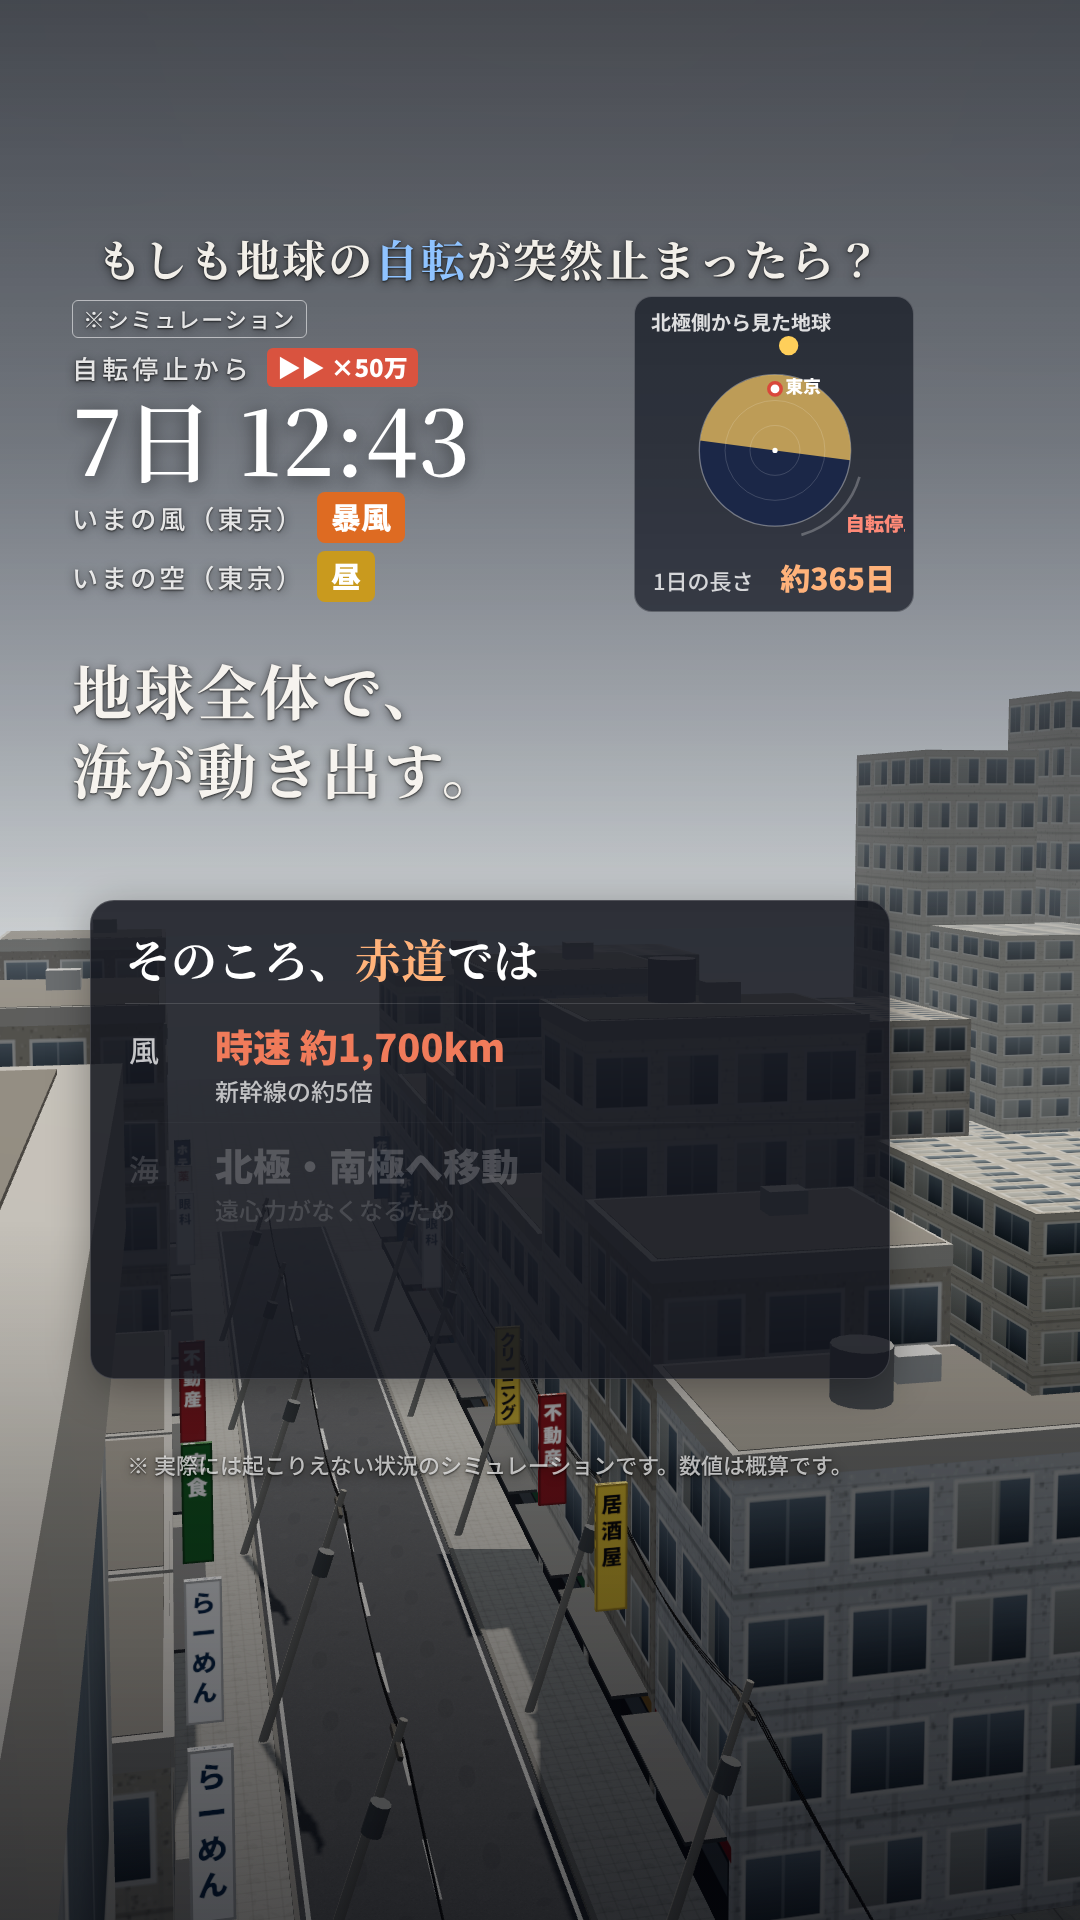 もしも地球の自転が突然止まったら？
※シミュレーション
自転停止から ▶▶ ×50万
7日 12:43
いまの風（東京） 暴風
いまの空（東京） 昼
北極側から見た地球
東京
自転停
1日の長さ 約365日
地球全体で、
海が動き出す。
そのころ、赤道では
風 時速 約1,700km
新幹線の約5倍
海 北極・南極へ移動
遠心力がなくなるため
※ 実際には起こりえない状況のシミュレーションです。数値は概算です。
不動産
食
らーめん
らーめん
クリーニング
不動産
居酒屋
眼科
眼科